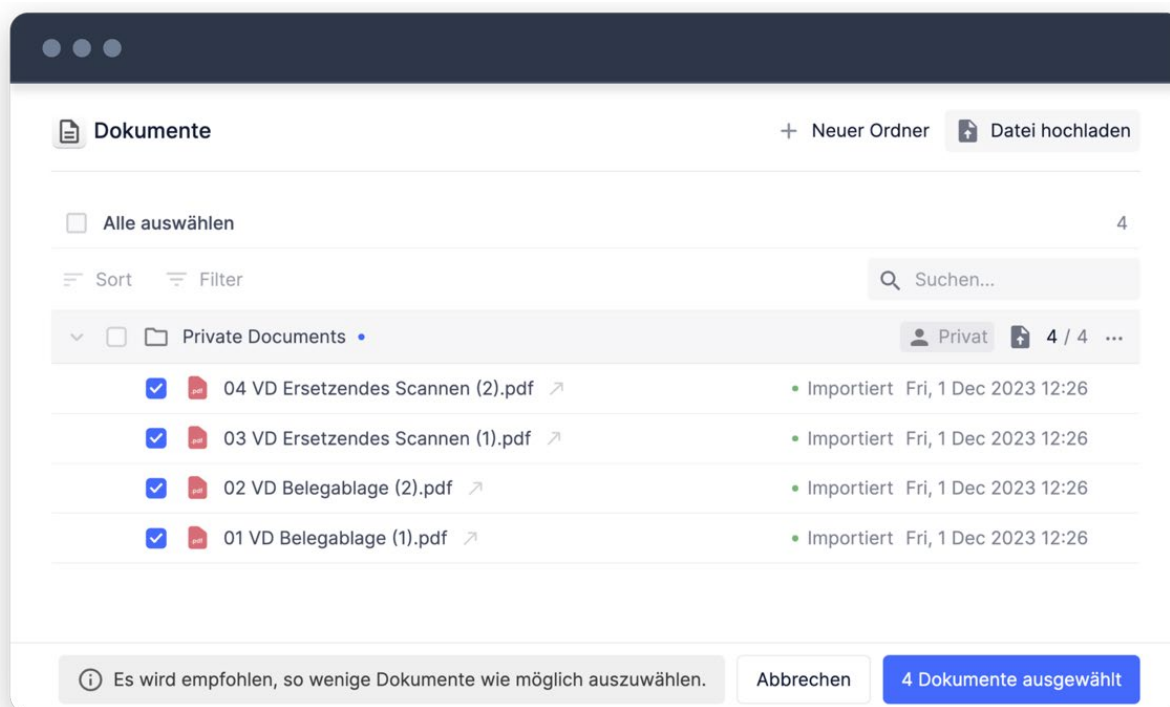 Dokumente
Neuer Ordner
Datei hochladen
Alle auswählen
4
Sort
Filter
Suchen...
Private Documents
Privat
4 / 4
04 VD Ersetzendes Scannen (2).pdf
Importiert Fri, 1 Dec 2023 12:26
03 VD Ersetzendes Scannen (1).pdf
Importiert Fri, 1 Dec 2023 12:26
02 VD Belegablage (2).pdf
Importiert Fri, 1 Dec 2023 12:26
01 VD Belegablage (1).pdf
Importiert Fri, 1 Dec 2023 12:26
Es wird empfohlen, so wenige Dokumente wie möglich auszuwählen.
Abbrechen
4 Dokumente ausgewählt